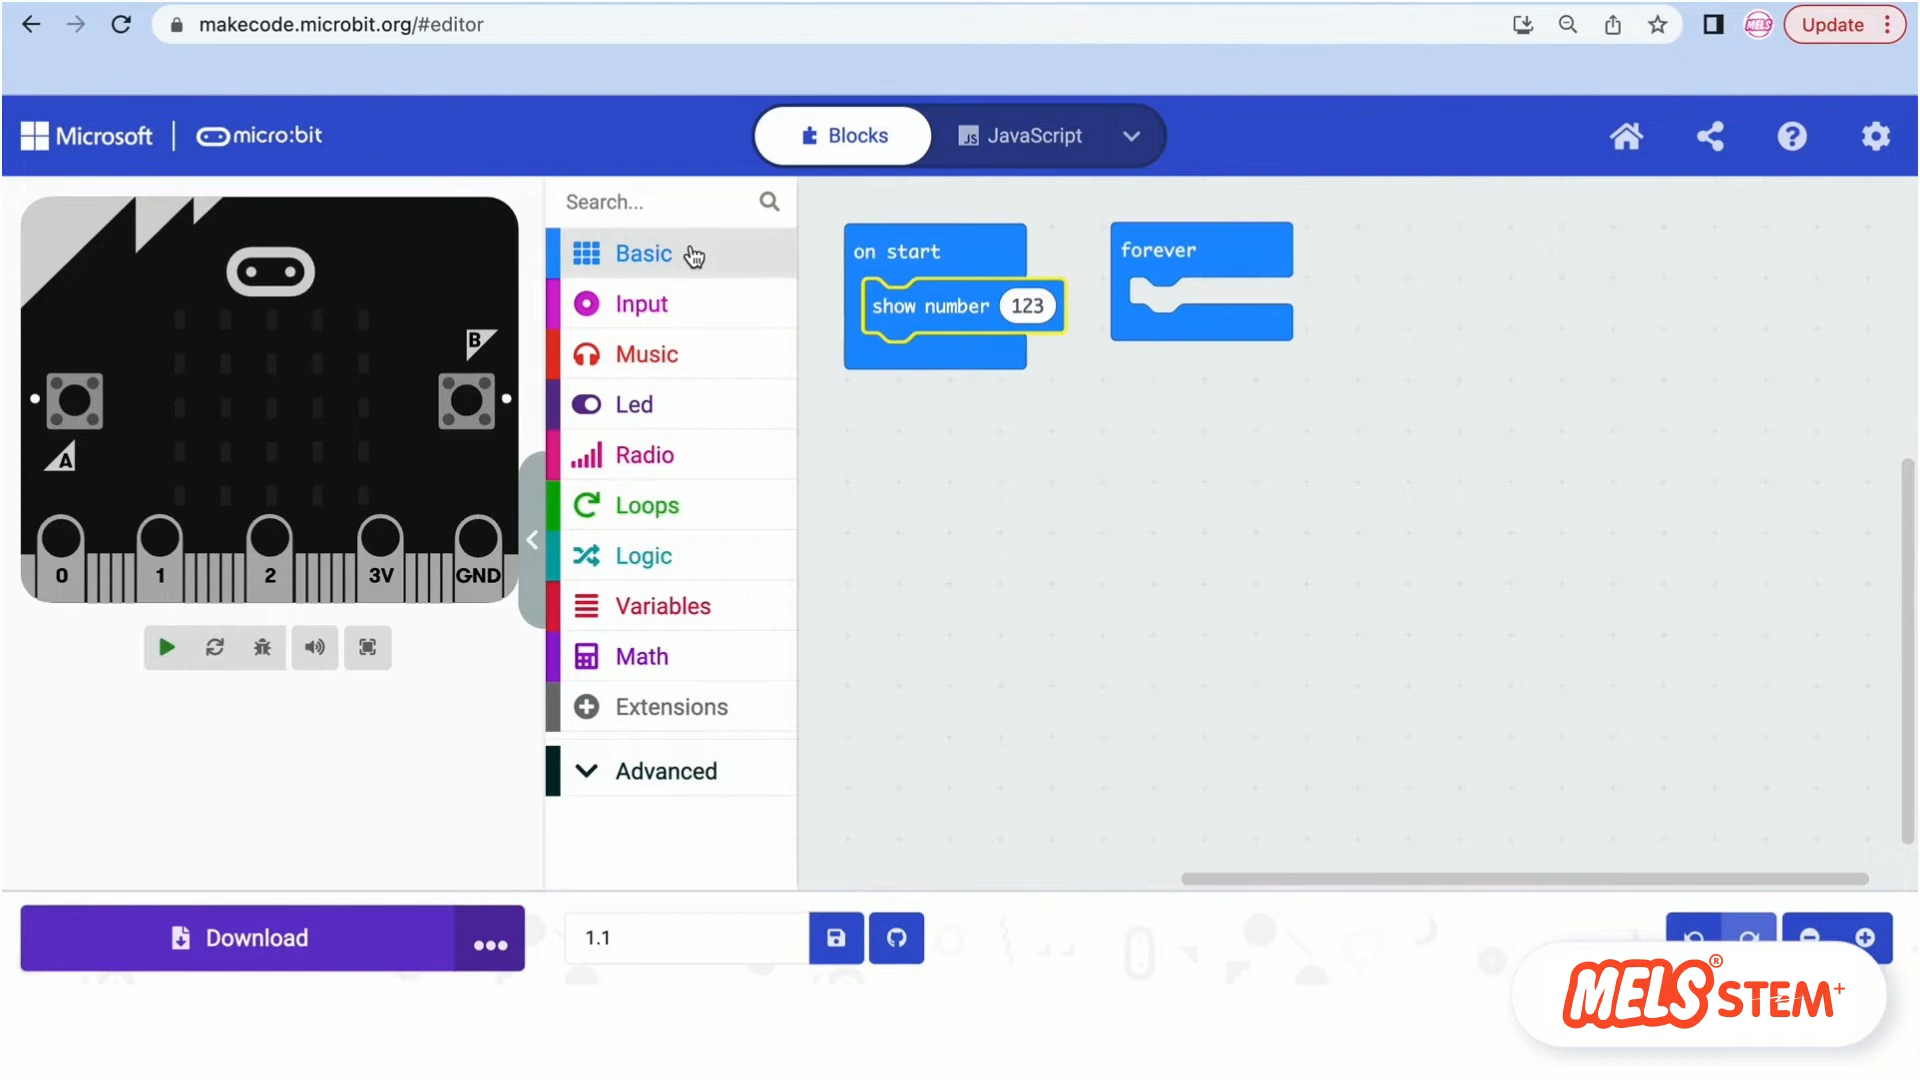 makecode.microbit.org/#editor
Update
Microsoft
micro:bit
Blocks
JS JavaScript
B
A
0 1 2 3V GND
Search...
Basic
Input
Music
Led
Radio
Loops
Logic
Variables
Math
Extensions
Advanced
on start
show number 123
forever
Download
1.1
MELS® STEM+